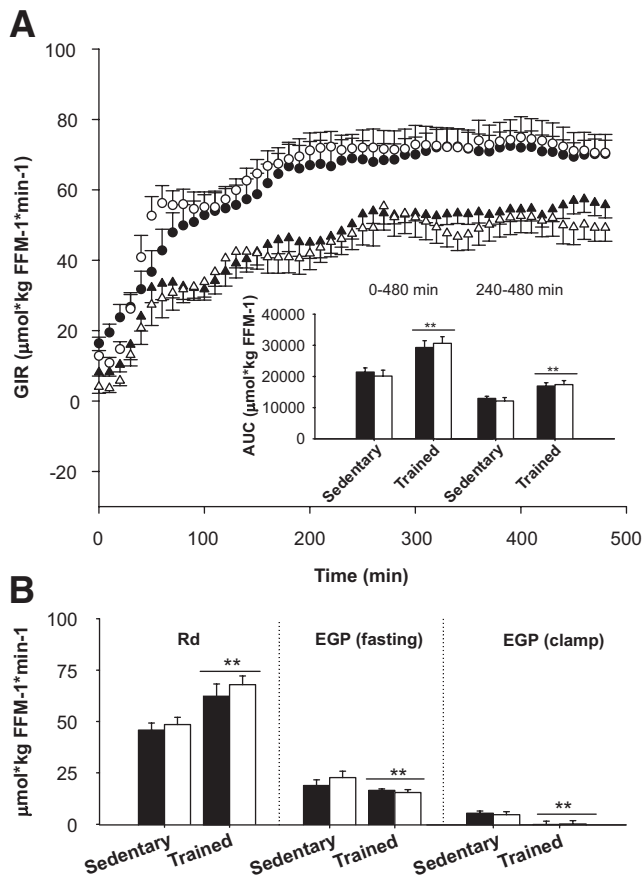 A
100
80
60
40
20
0
-20
GIR (μmol*kg FFM-1*min-1)
0-480 min 240-480 min
40000
30000
20000
10000
0
AUC (μmol*kg FFM-1)
** **
Sedentary Trained Sedentary Trained
0 100 200 300 400 500
Time (min)
B
100
75
50
25
0
μmol*kg FFM-1*min-1
Rd EGP (fasting) EGP (clamp)
** ** **
Sedentary Trained Sedentary Trained Sedentary Trained